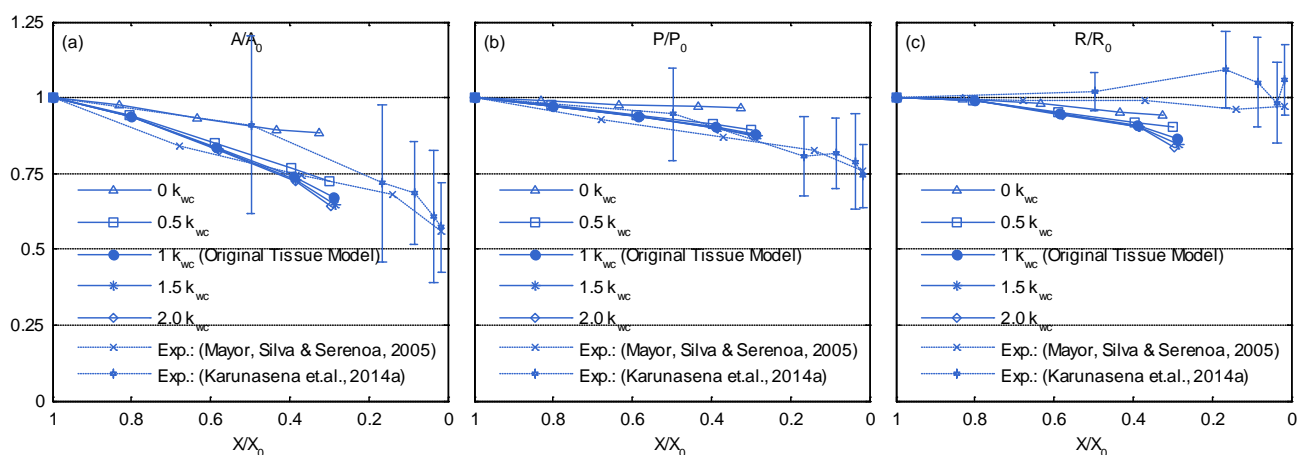 1.25
1
0.75
0.5
0.25
0
(a)
A/A0
0 kwc
0.5 kwc
1 kwc (Original Tissue Model)
1.5 kwc
2.0 kwc
Exp.: (Mayor, Silva & Serenoa, 2005)
Exp.: (Karunasena et.al., 2014a)
1 0.8 0.6 0.4 0.2 0
X/X0
(b)
P/P0
0 kwc
0.5 kwc
1 kwc (Original Tissue Model)
1.5 kwc
2.0 kwc
Exp.: (Mayor, Silva & Serenoa, 2005)
Exp.: (Karunasena et.al., 2014a)
1 0.8 0.6 0.4 0.2 0
X/X0
(c)
R/R0
0 kwc
0.5 kwc
1 kwc (Original Tissue Model)
1.5 kwc
2.0 kwc
Exp.: (Mayor, Silva & Serenoa, 2005)
Exp.: (Karunasena et.al., 2014a)
1 0.8 0.6 0.4 0.2 0
X/X0